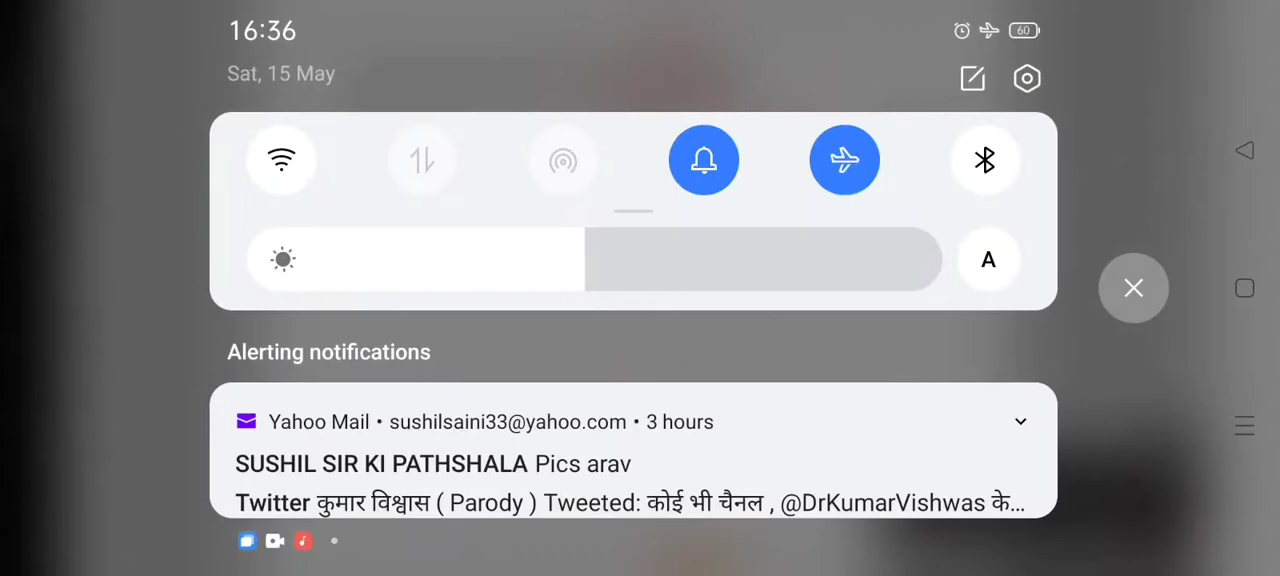 16:36
60
Sat, 15 May
A
Alerting notifications
Yahoo Mail • sushilsaini33@yahoo.com • 3 hours
SUSHIL SIR KI PATHSHALA Pics arav
Twitter कुमार विश्वास ( Parody ) Tweeted: कोई भी चैनल , @DrKumarVishwas के...